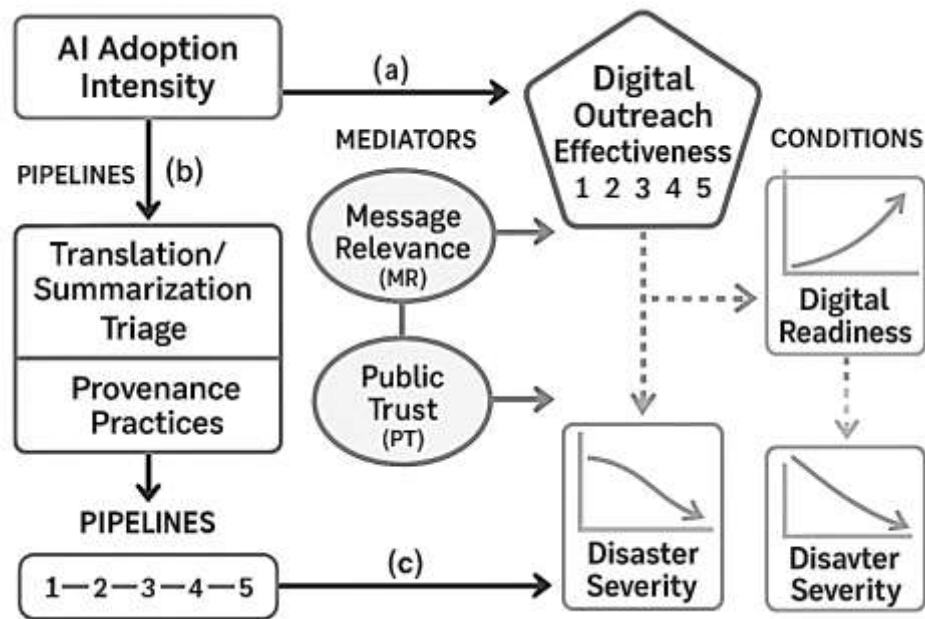 AI Adoption
Intensity
(a)
Digital
Outreach
Effectiveness
1 2 3 4 5
PIPELINES (b)
MEDIATORS
CONDITIONS
Message
Relevance
(MR)
Translation/
Summarization
Triage
Provenance
Practices
Digital
Readiness
Public
Trust
(PT)
PIPELINES
1—2—3—4—5
(c)
Disaster
Severity
Disavter
Severity